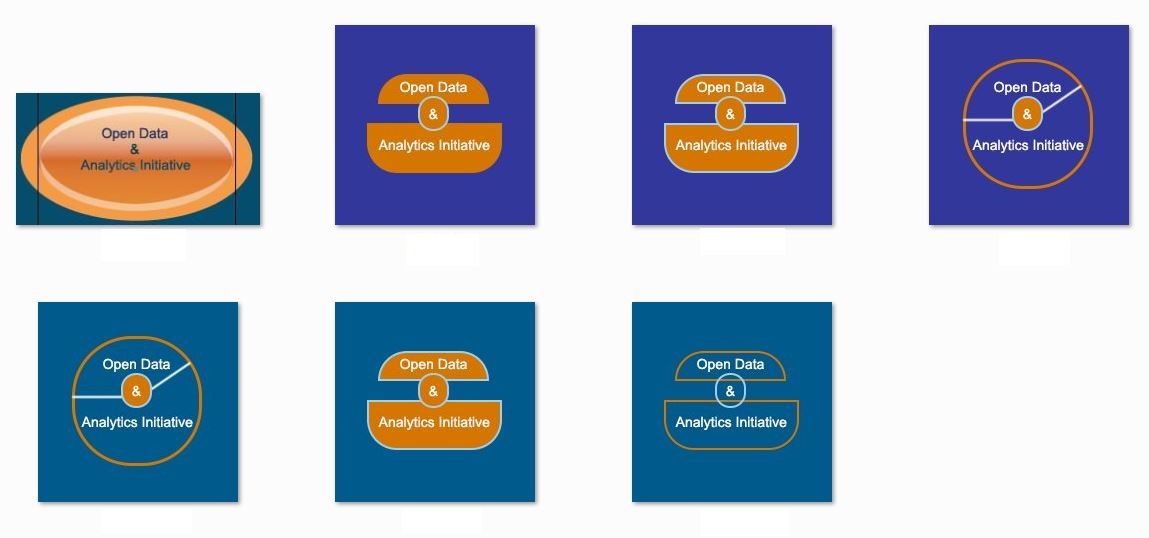 Open Data
&
Analytics Initiative
Open Data
&
Analytics Initiative
Open Data
&
Analytics Initiative
Open Data
&
Analytics Initiative
Open Data
&
Analytics Initiative
Open Data
&
Analytics Initiative
Open Data
&
Analytics Initiative